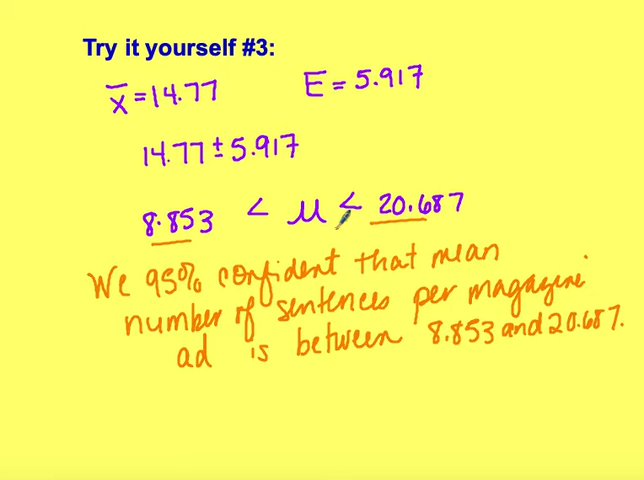 Try it yourself #3:
x̄ = 14.77 E = 5.917
14.77 ± 5.917
8.853 < μ < 20.687
We 95% confident that mean
number of sentences per magazine
ad is between 8.853 and 20.687.